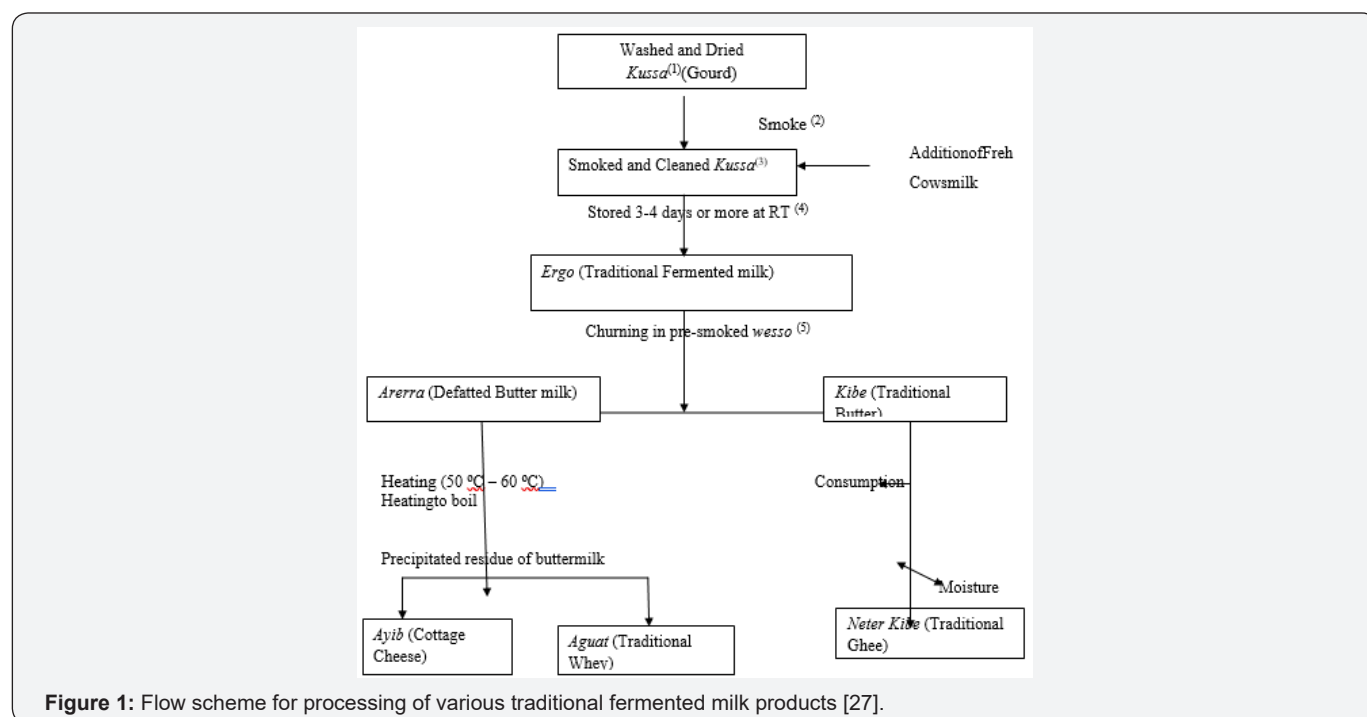 Washed and Dried
Kussa(1)(Gourd)
Smoke (2)
Smoked and Cleaned Kussa(3)
AdditionofFreh
Cowsmilk
Stored 3-4 days or more at RT (4)
Ergo (Traditional Fermented milk)
Churning in pre-smoked wesso (5)
Arerra (Defatted Butter milk)
Kibe (Traditional
Butter)
Heating (50 ºC – 60 ºC)
Heatingto boil
Consumption
Precipitated residue of buttermilk
Moisture
Ayib (Cottage
Cheese)
Aguat (Traditional
Whey)
Neter Kibe (Traditional
Ghee)
Figure 1: Flow scheme for processing of various traditional fermented milk products [27].